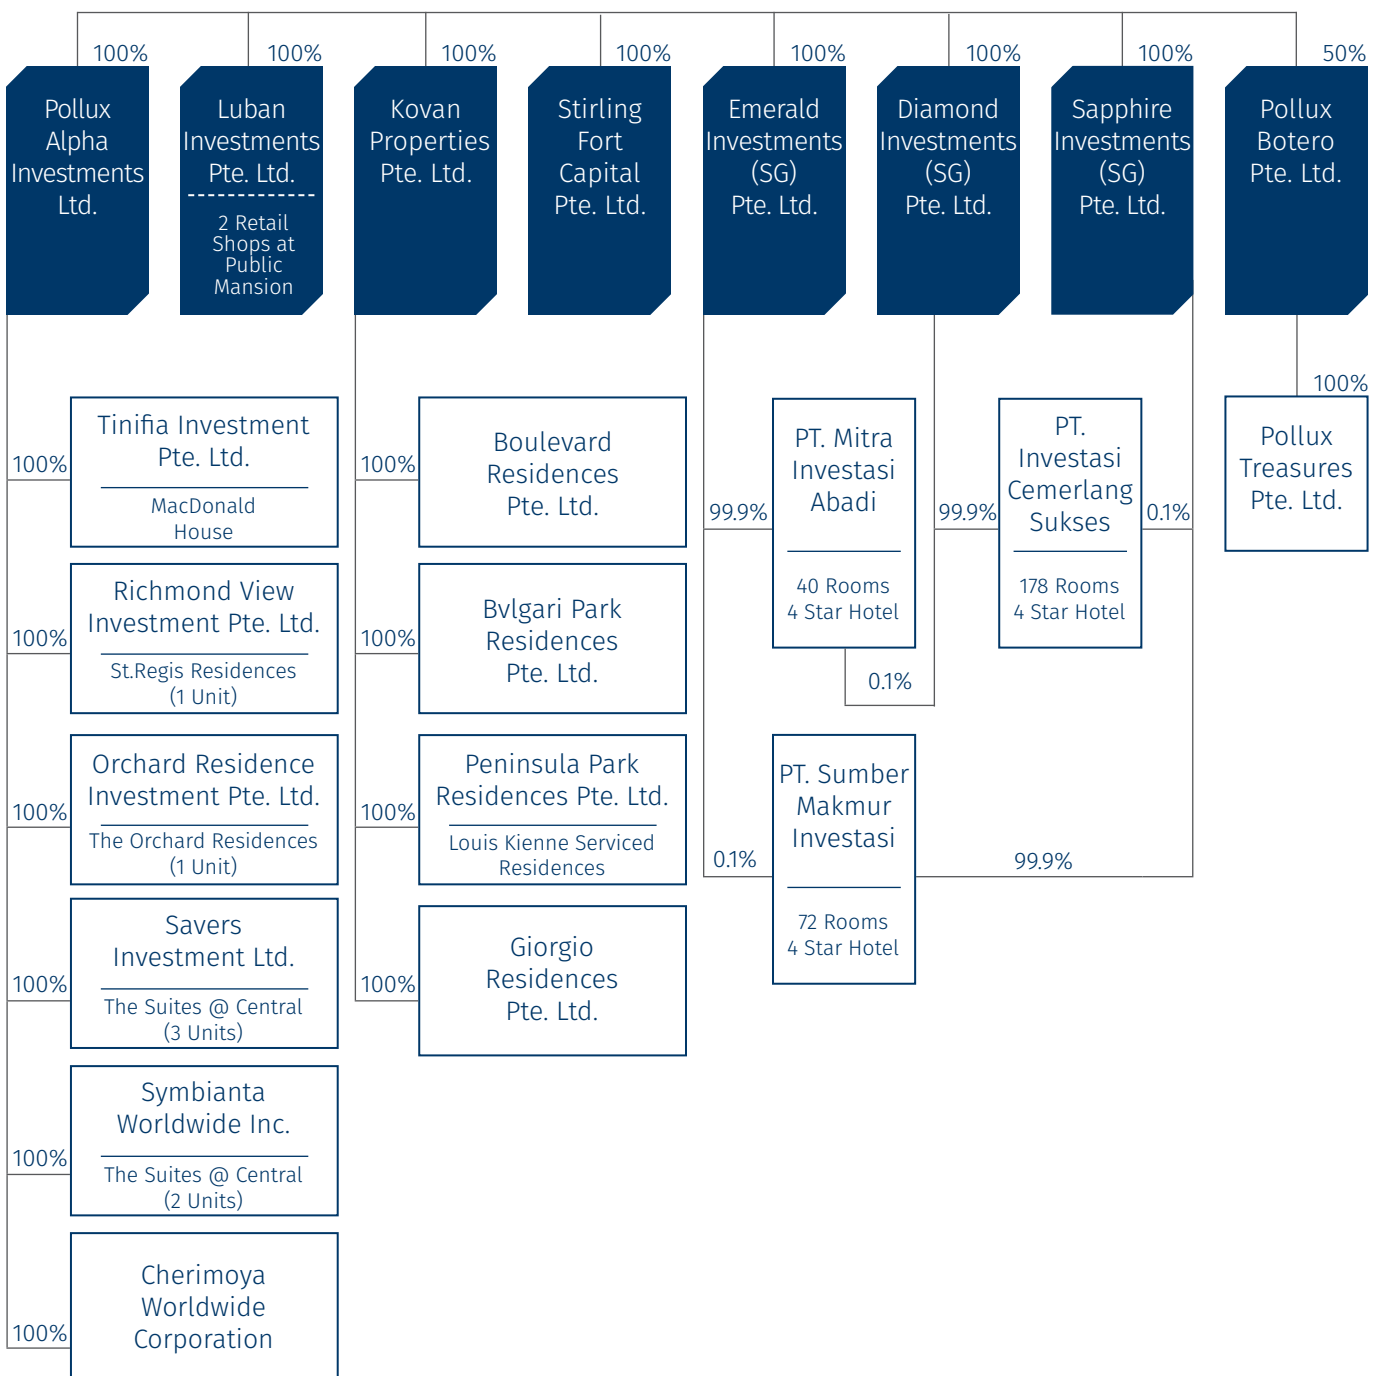 100%
Pollux
Alpha
Investments
Ltd.
100%
Luban
Investments
Pte. Ltd.
2 Retail
Shops at
Public
Mansion
100%
Kovan
Properties
Pte. Ltd.
100%
Stirling
Fort
Capital
Pte. Ltd.
100%
Emerald
Investments
(SG)
Pte. Ltd.
100%
Diamond
Investments
(SG)
Pte. Ltd.
100%
Sapphire
Investments
(SG)
Pte. Ltd.
50%
Pollux
Botero
Pte. Ltd.
100%
Tinifia Investment
Pte. Ltd.
MacDonald
House
100%
Richmond View
Investment Pte. Ltd.
St.Regis Residences
(1 Unit)
100%
Orchard Residence
Investment Pte. Ltd.
The Orchard Residences
(1 Unit)
100%
Savers
Investment Ltd.
The Suites @ Central
(3 Units)
100%
Symbianta
Worldwide Inc.
The Suites @ Central
(2 Units)
100%
Cherimoya
Worldwide
Corporation
100%
Boulevard
Residences
Pte. Ltd.
100%
Bvlgari Park
Residences
Pte. Ltd.
100%
Peninsula Park
Residences Pte. Ltd.
Louis Kienne Serviced
Residences
100%
Giorgio
Residences
Pte. Ltd.
99.9%
PT. Mitra
Investasi
Abadi
40 Rooms
4 Star Hotel
0.1%
99.9%
PT.
Investasi
Cemerlang
Sukses
178 Rooms
4 Star Hotel
0.1%
0.1%
PT. Sumber
Makmur
Investasi
72 Rooms
4 Star Hotel
99.9%
100%
Pollux
Treasures
Pte. Ltd.